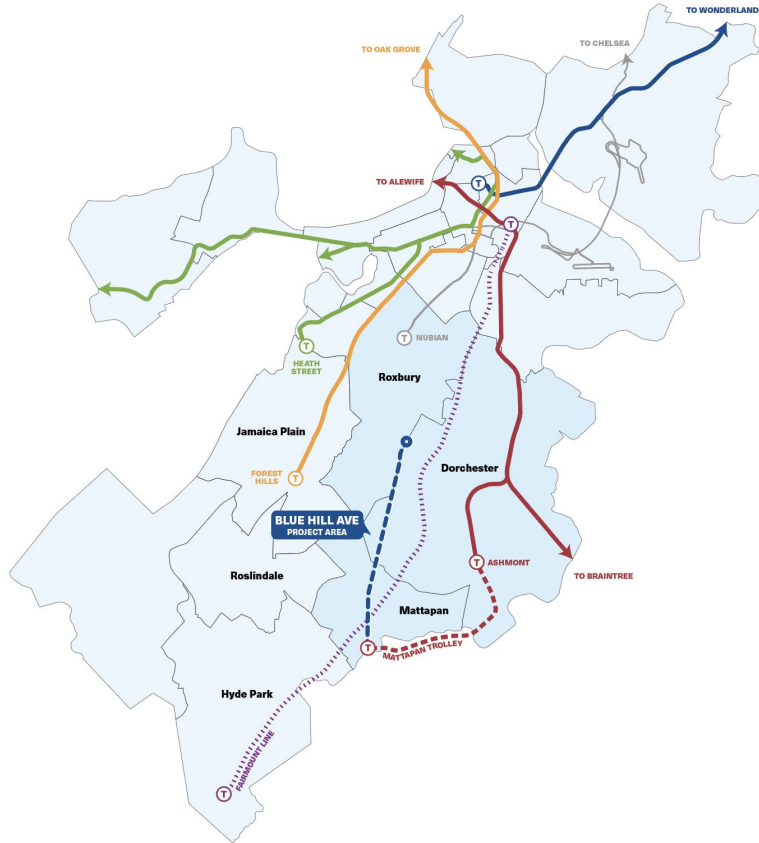 TO WONDERLAND
TO CHELSEA
TO OAK GROVE
TO ALEWIFE
T
T
T
NUBIAN
T
HEATH
STREET
Roxbury
Jamaica Plain
Dorchester
FOREST
HILLS
T
BLUE HILL AVE
PROJECT AREA
T
ASHMONT
Roslindale
TO BRAINTREE
Mattapan
T
MATTAPAN TROLLEY
Hyde Park
FAIRMOUNT LINE
T